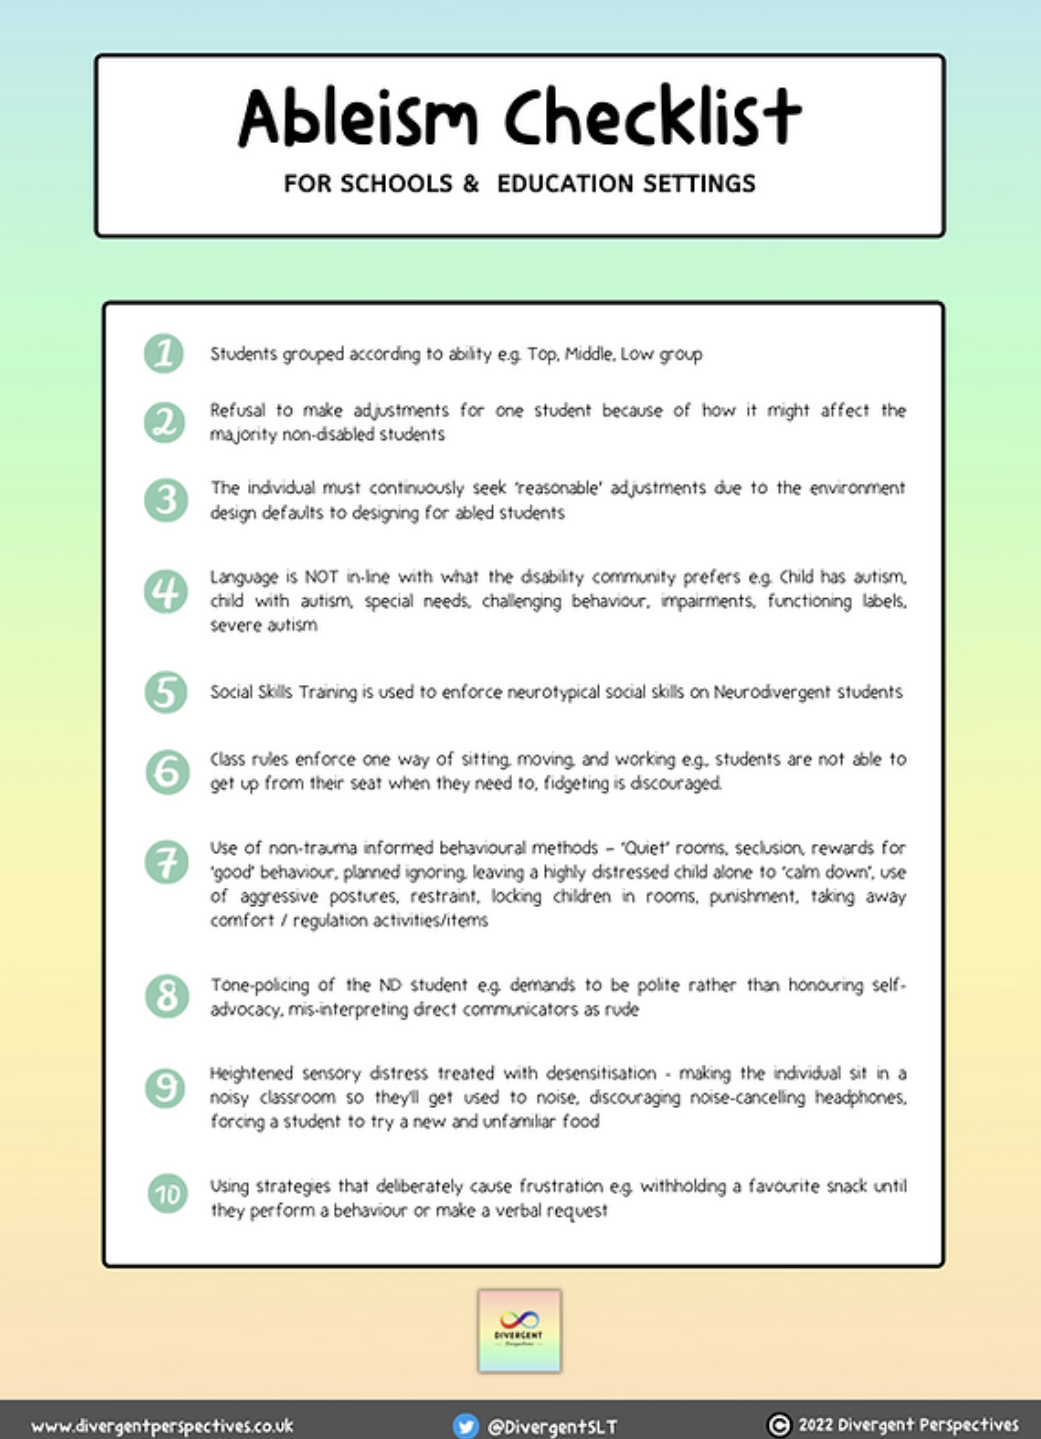 Ableism Checklist
FOR SCHOOLS & EDUCATION SETTINGS
1 Students grouped according to ability e.g. Top, Middle, Low group
2 Refusal to make adjustments for one student because of how it might affect the
majority non-disabled students
3 The individual must continuously seek 'reasonable' adjustments due to the environment
design defaults to designing for abled students
4 Language is NOT in-line with what the disability community prefers e.g. Child has autism,
child with autism, special needs, challenging behaviour, impairments, functioning labels,
severe autism
5 Social Skills Training is used to enforce neurotypical social skills on Neurodivergent students
6 Class rules enforce one way of sitting, moving, and working e.g., students are not able to
get up from their seat when they need to, fidgeting is discouraged.
7 Use of non-trauma informed behavioural methods – 'Quiet' rooms, seclusion, rewards for
'good' behaviour, planned ignoring, leaving a highly distressed child alone to "calm down", use
of aggressive postures, restraint, locking children in rooms, punishment, taking away
comfort / regulation activities/items
8 Tone-policing of the ND student e.g. demands to be polite rather than honouring self-
advocacy, mis-interpreting direct communicators as rude
9 Heightened sensory distress treated with desensitisation - making the individual sit in a
noisy classroom so they'll get used to noise, discouraging noise-cancelling headphones,
forcing a student to try a new and unfamiliar food
10 Using strategies that deliberately cause frustration e.g. withholding a favourite snack until
they perform a behaviour or make a verbal request
DIVERGENT
Perspectives
www.divergentperspectives.co.uk
@DivergentSLT
© 2022 Divergent Perspectives